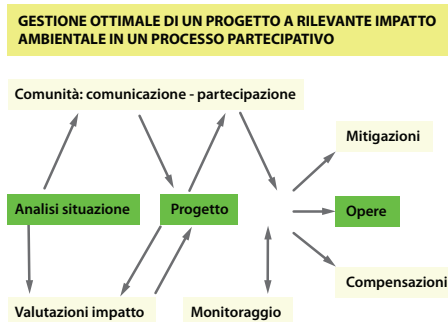 GESTIONE OTTIMALE DI UN PROGETTO A RILEVANTE IMPATTO
AMBIENTALE IN UN PROCESSO PARTECIPATIVO
Comunità: comunicazione - partecipazione
Mitigazioni
Analisi situazione
Progetto
Opere
Compensazioni
Valutazioni impatto
Monitoraggio